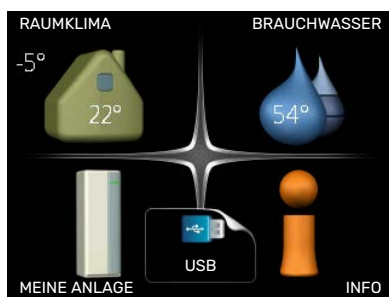 RAUMKLIMA
BRAUCHWASSER
-5°
22°
54°
USB
MEINE ANLAGE
INFO